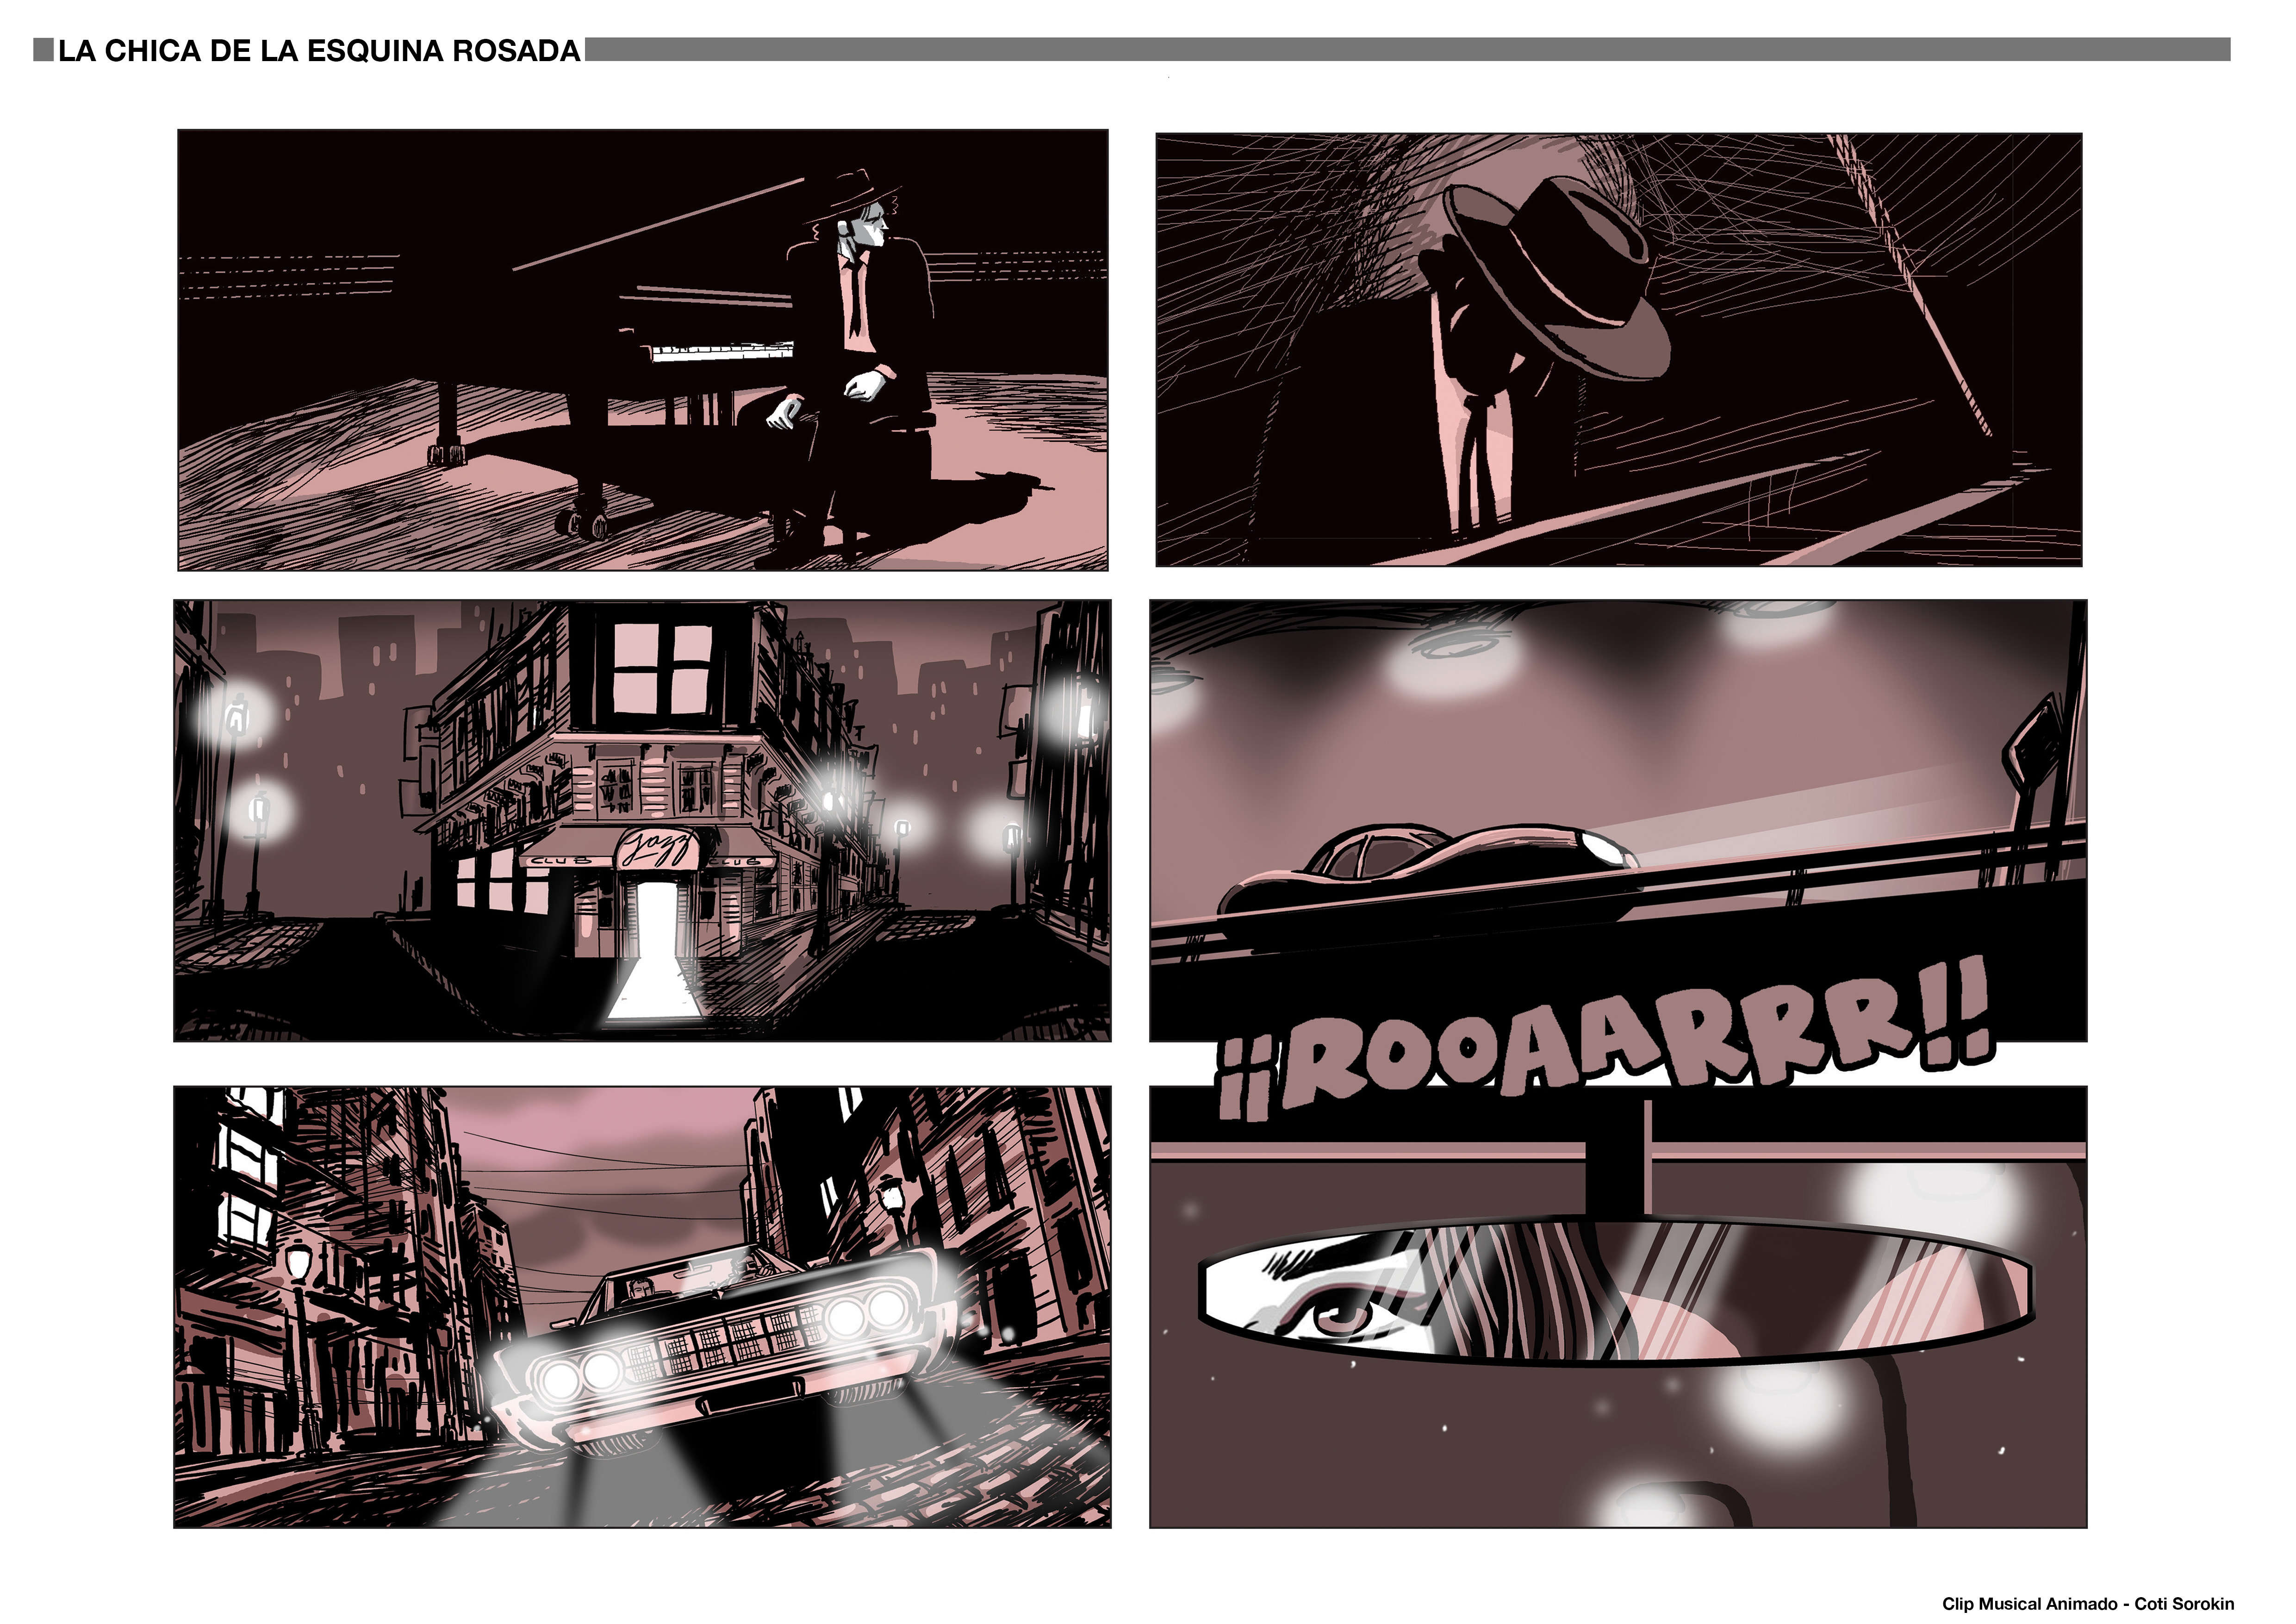 LA CHICA DE LA ESQUINA ROSADA
Jazz
CLUB CLUB
¡¡ROOAARRR!!
Clip Musical Animado - Coti Sorokin